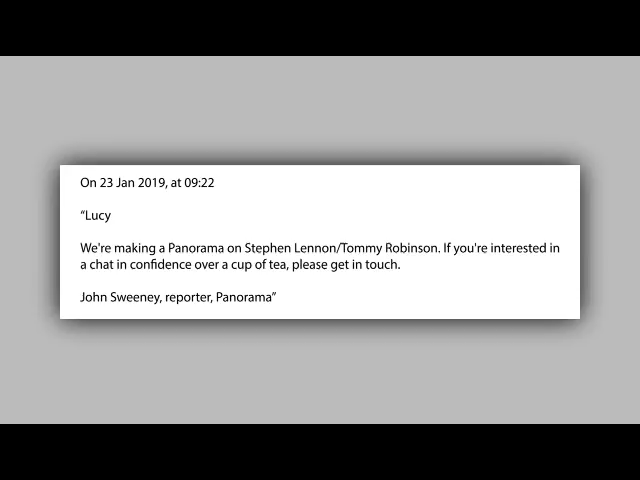 On 23 Jan 2019, at 09:22
“Lucy
We're making a Panorama on Stephen Lennon/Tommy Robinson. If you're interested in
a chat in confidence over a cup of tea, please get in touch.
John Sweeney, reporter, Panorama”